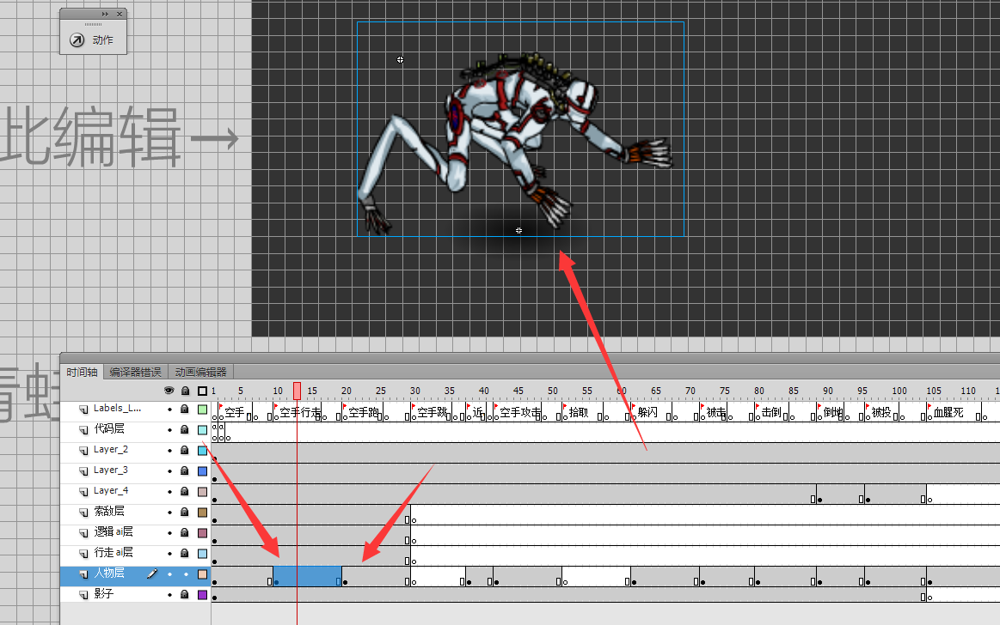 动作
此编辑→
时间轴 编译器错误 动画编辑器
1 5 10 15 20 25 30 35 40 45 50 55 60 65 70 75 80 85 90 95 100 105 110
Labels_L... 空手 空手行走 空手跑 空手跳 近 空手攻击 拾取 躲闪 被击 击倒 倒地 被投 血腥死
代码层
Layer_2
Layer_3
Layer_4
索敌层
逻辑ai层
行走ai层
人物层
影子